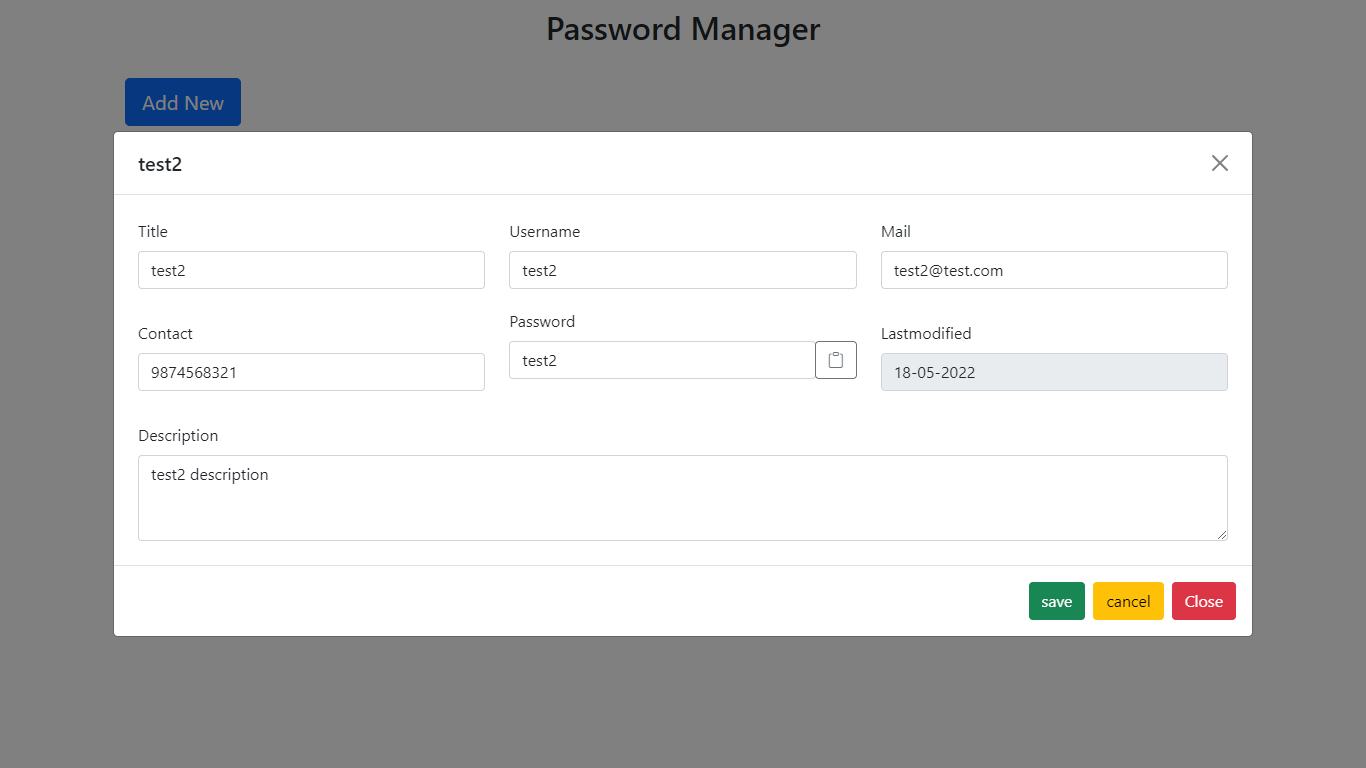 Password Manager
Add New
test2
Title
Username
Mail
test2
test2
test2@test.com
Contact
Password
Lastmodified
9874568321
test2
18-05-2022
Description
test2 description
save
cancel
Close